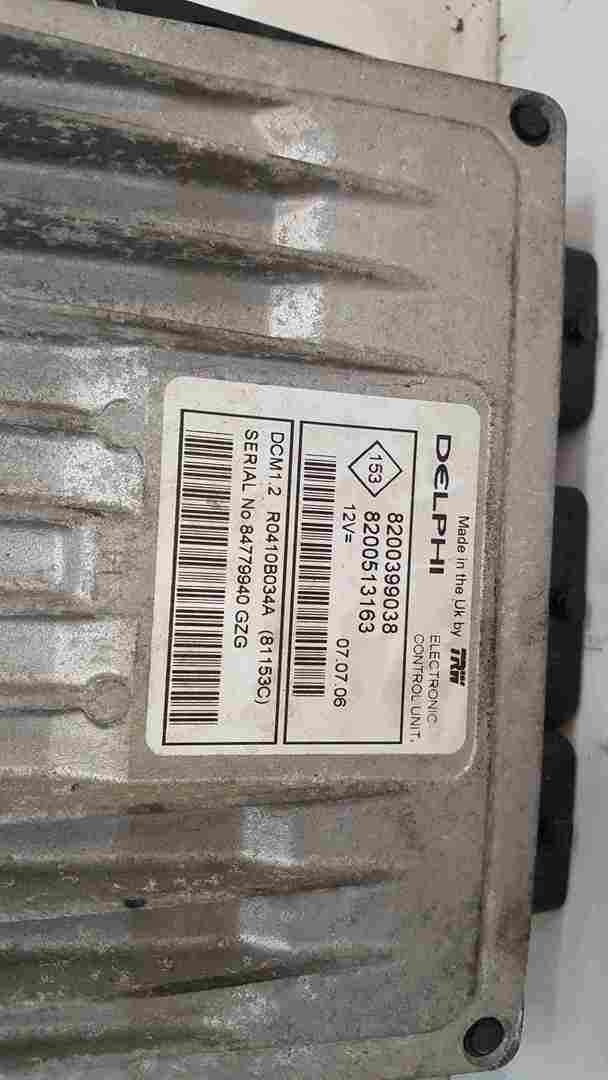 Made in the Uk by TRW
DELPHI
ELECTRONIC
CONTROL UNIT.
153
8200399038
8200513163
12V=
07.07.06
DCM1.2 R0410B034A (81153C)
SERIAL No 84779940 GZG